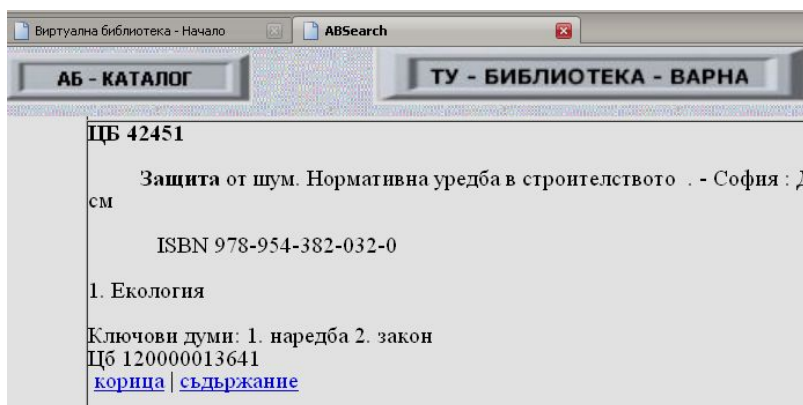 Виртуална библиотека - Начало
ABSearch
АБ - КАТАЛОГ
ТУ - БИБЛИОТЕКА - ВАРНА
ЦБ 42451
Защита от шум. Нормативна уредба в строителството . - София :
см
ISBN 978-954-382-032-0
1. Екология
Ключови думи: 1. наредба 2. закон
Цб 120000013641
корица | съдържание